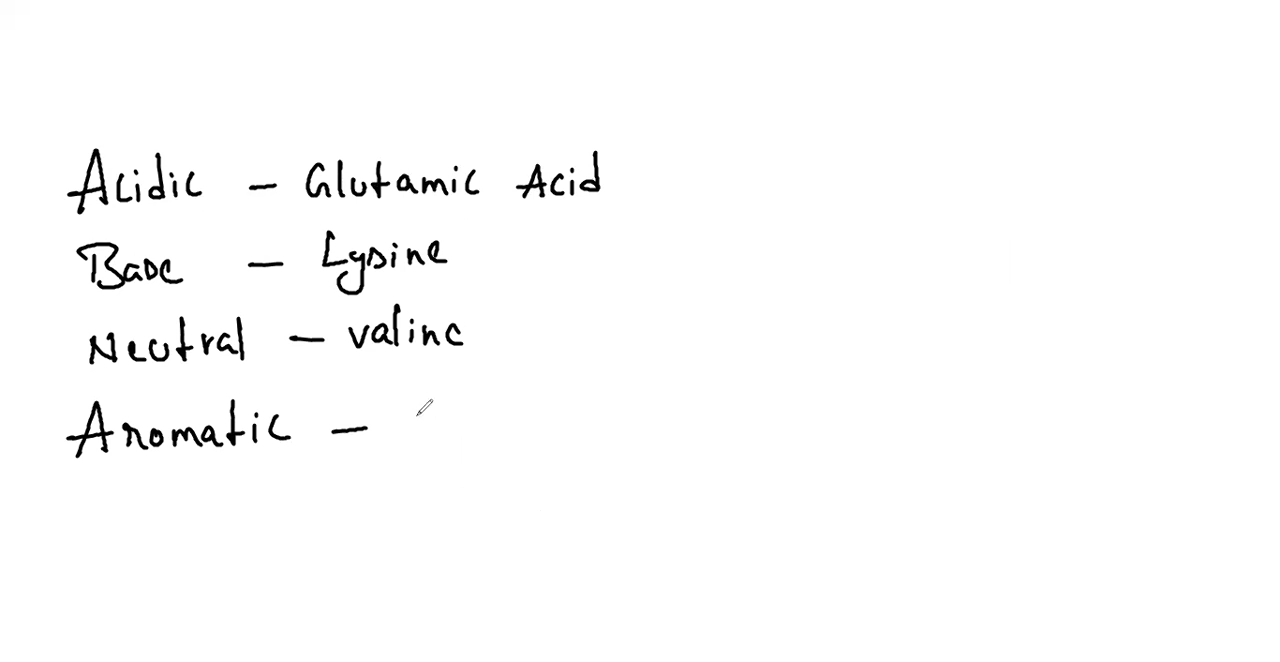 Acidic - Glutamic Acid
Base - Lysine
Neutral - valine
Aromatic -